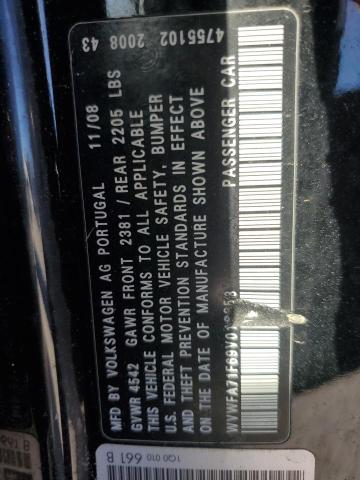 4755102 2008 43
MFD BY VOLKSWAGEN AG PORTUGAL 11/08
GVWR 4542 GAWR FRONT 2381/REAR 2205 LBS
THIS VEHICLE CONFORMS TO ALL APPLICABLE
U.S. FEDERAL MOTOR VEHICLE SAFETY, BUMPER
AND THEFT PREVENTION STANDARDS IN EFFECT
ON THE DATE OF MANUFACTURE SHOWN ABOVE
PASSENGER CAR
1Q0 010 661 B